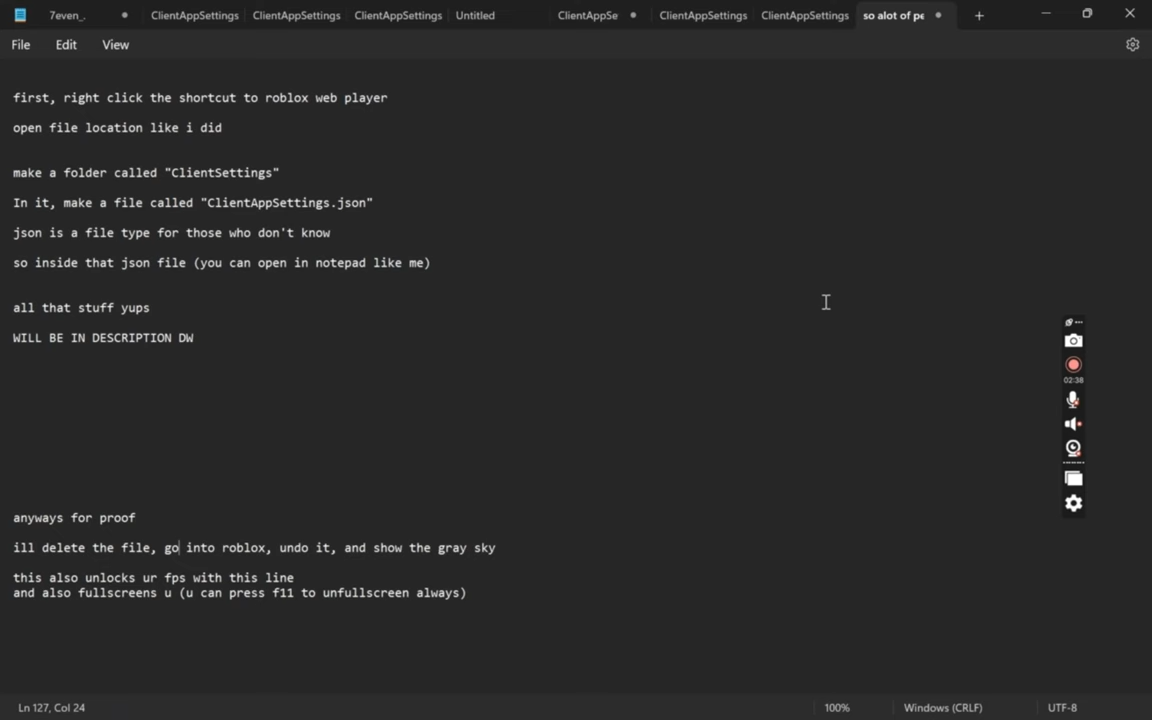 7even_.
ClientAppSettings
ClientAppSettings
ClientAppSettings
Untitled
ClientAppSe
ClientAppSettings
ClientAppSettings
so alot of pe
File
Edit
View
first, right click the shortcut to roblox web player
open file location like i did
make a folder called "ClientSettings"
In it, make a file called "ClientAppSettings.json"
json is a file type for those who don't know
so inside that json file (you can open in notepad like me)
all that stuff yups
WILL BE IN DESCRIPTION DW
02:38
anyways for proof
ill delete the file, go into roblox, undo it, and show the gray sky
this also unlocks ur fps with this line
and also fullscreens u (u can press f11 to unfullscreen always)
Ln 127, Col 24
100%
Windows (CRLF)
UTF-8